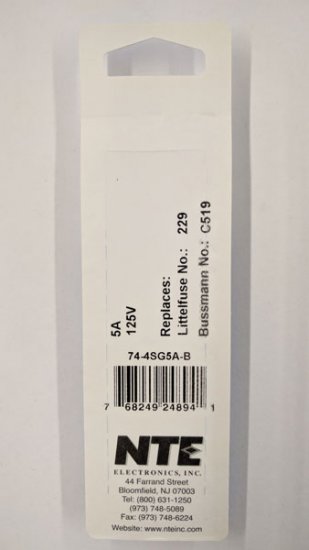 5A
125V
Replaces:
Littelfuse No.: 229
Bussmann No.: C519
74-4SG5A-B
7 68249 24894 1
NTE
ELECTRONICS, INC.
44 Farrand Street
Bloomfield, NJ 07003
Tel: (800) 631-1250
(973) 748-5089
Fax: (973) 748-6224
Website: www.nteinc.com